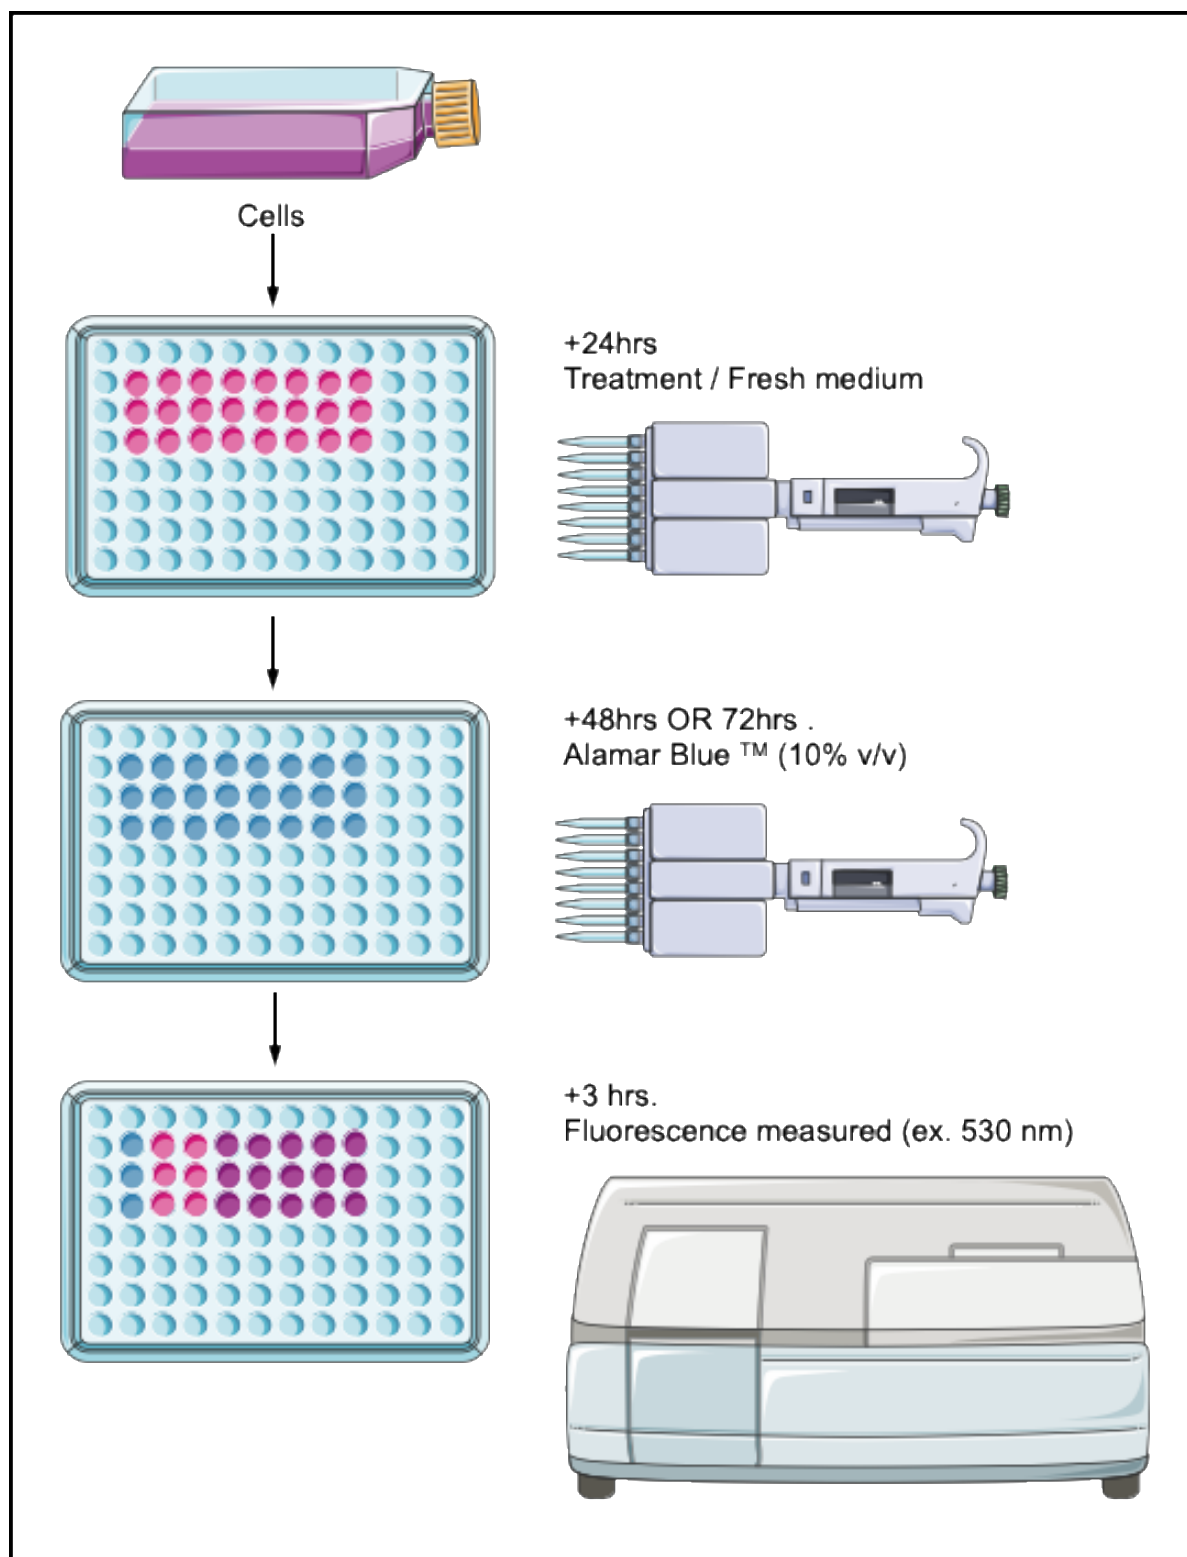 Cells
+24hrs
Treatment / Fresh medium
+48hrs OR 72hrs .
Alamar Blue ™ (10% v/v)
+3 hrs.
Fluorescence measured (ex. 530 nm)